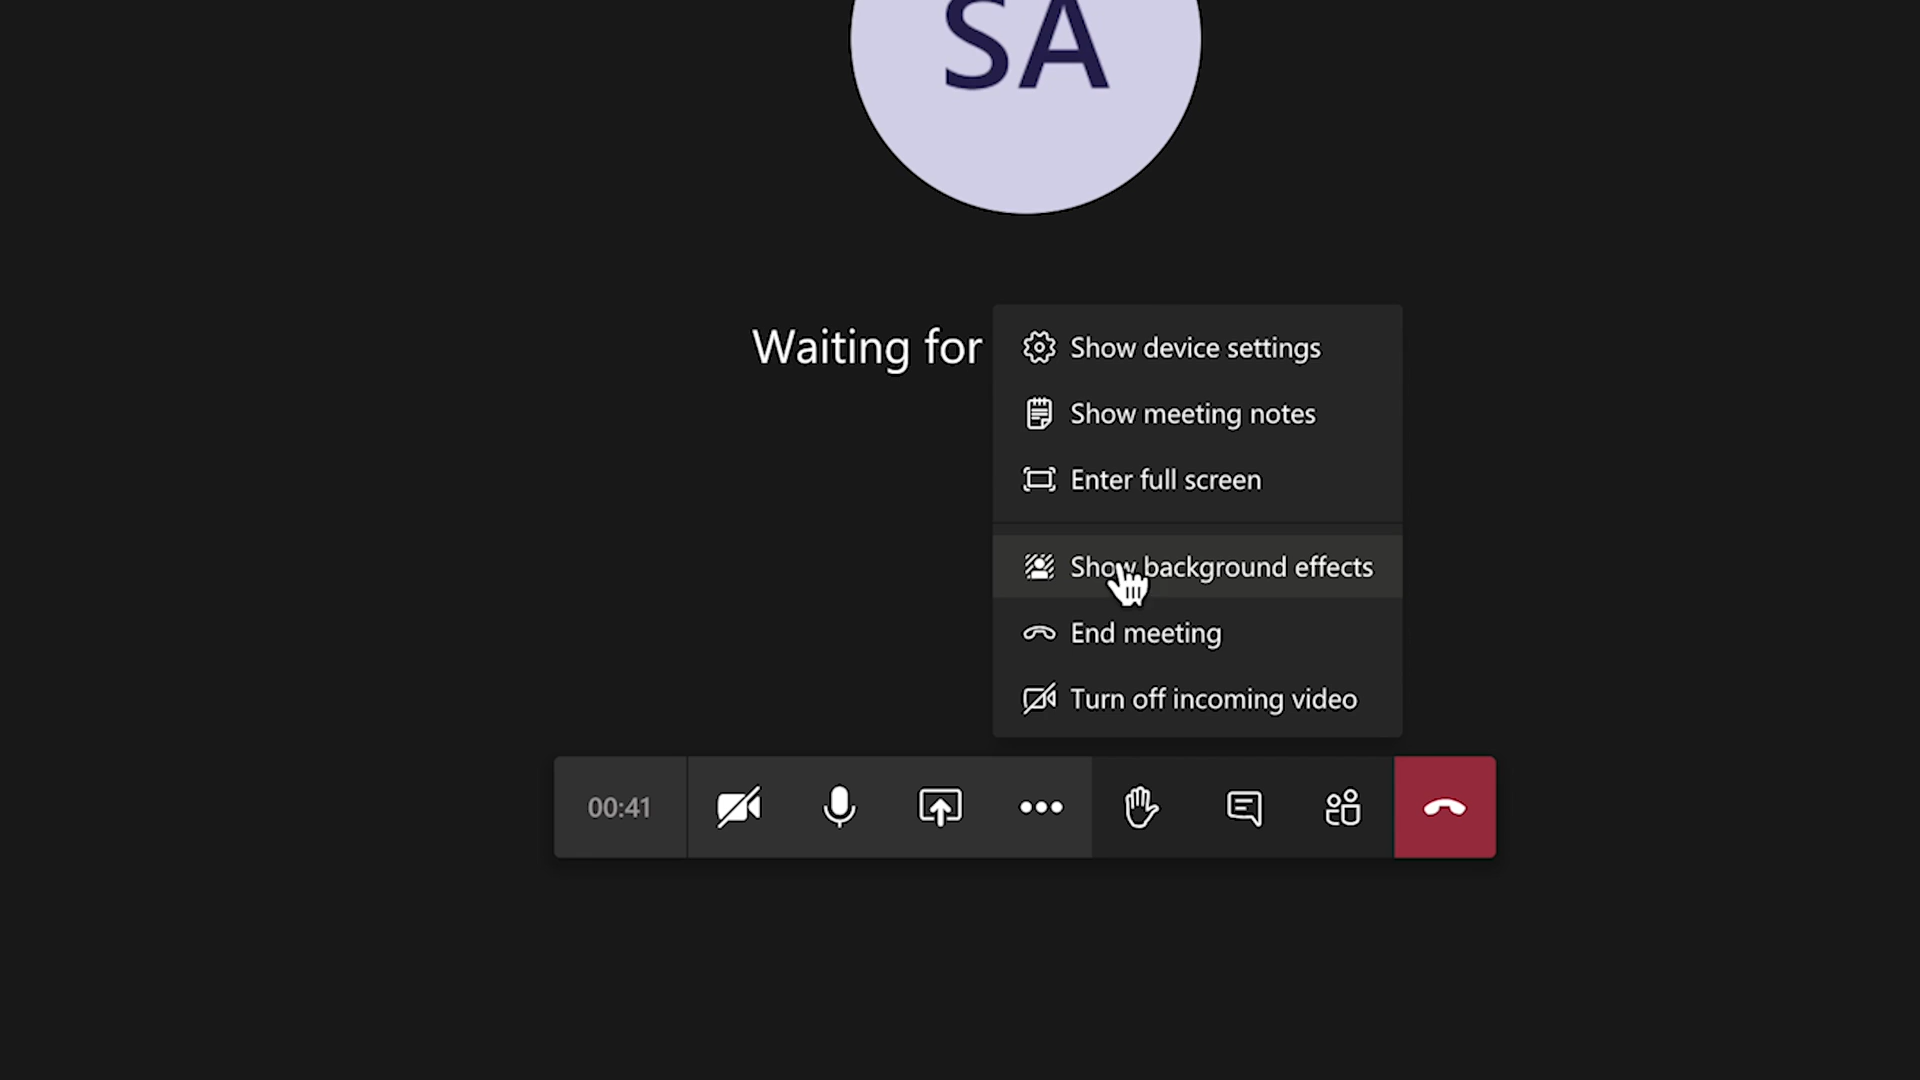 SA
Waiting for
Show device settings
Show meeting notes
Enter full screen
Show background effects
End meeting
Turn off incoming video
00:41